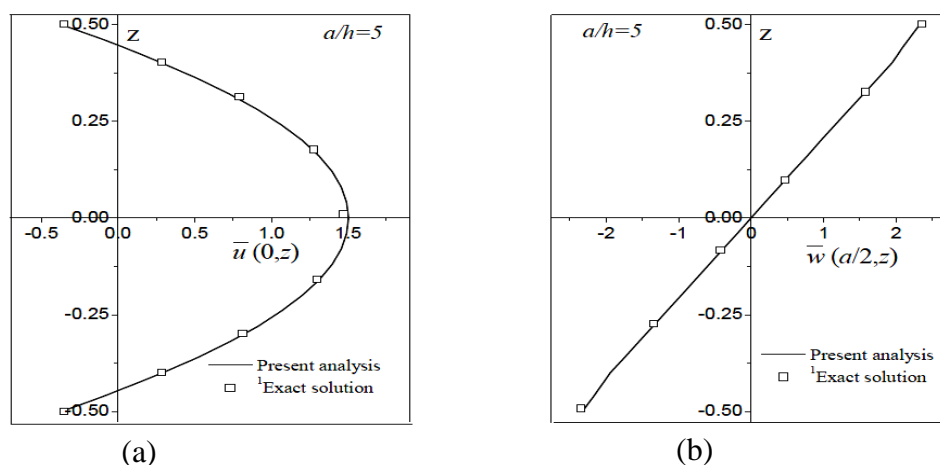 0.50
z
a/h=5
0.25
0.00
-0.5
0.0
0.5
1.0
1.5
u̅ (0,z)
-0.25
Present analysis
¹Exact solution
-0.50
(a)
0.50
z
a/h=5
0.25
0.00
-2
-1
0
1
2
w̅ (a/2,z)
-0.25
Present analysis
¹Exact solution
-0.50
(b)